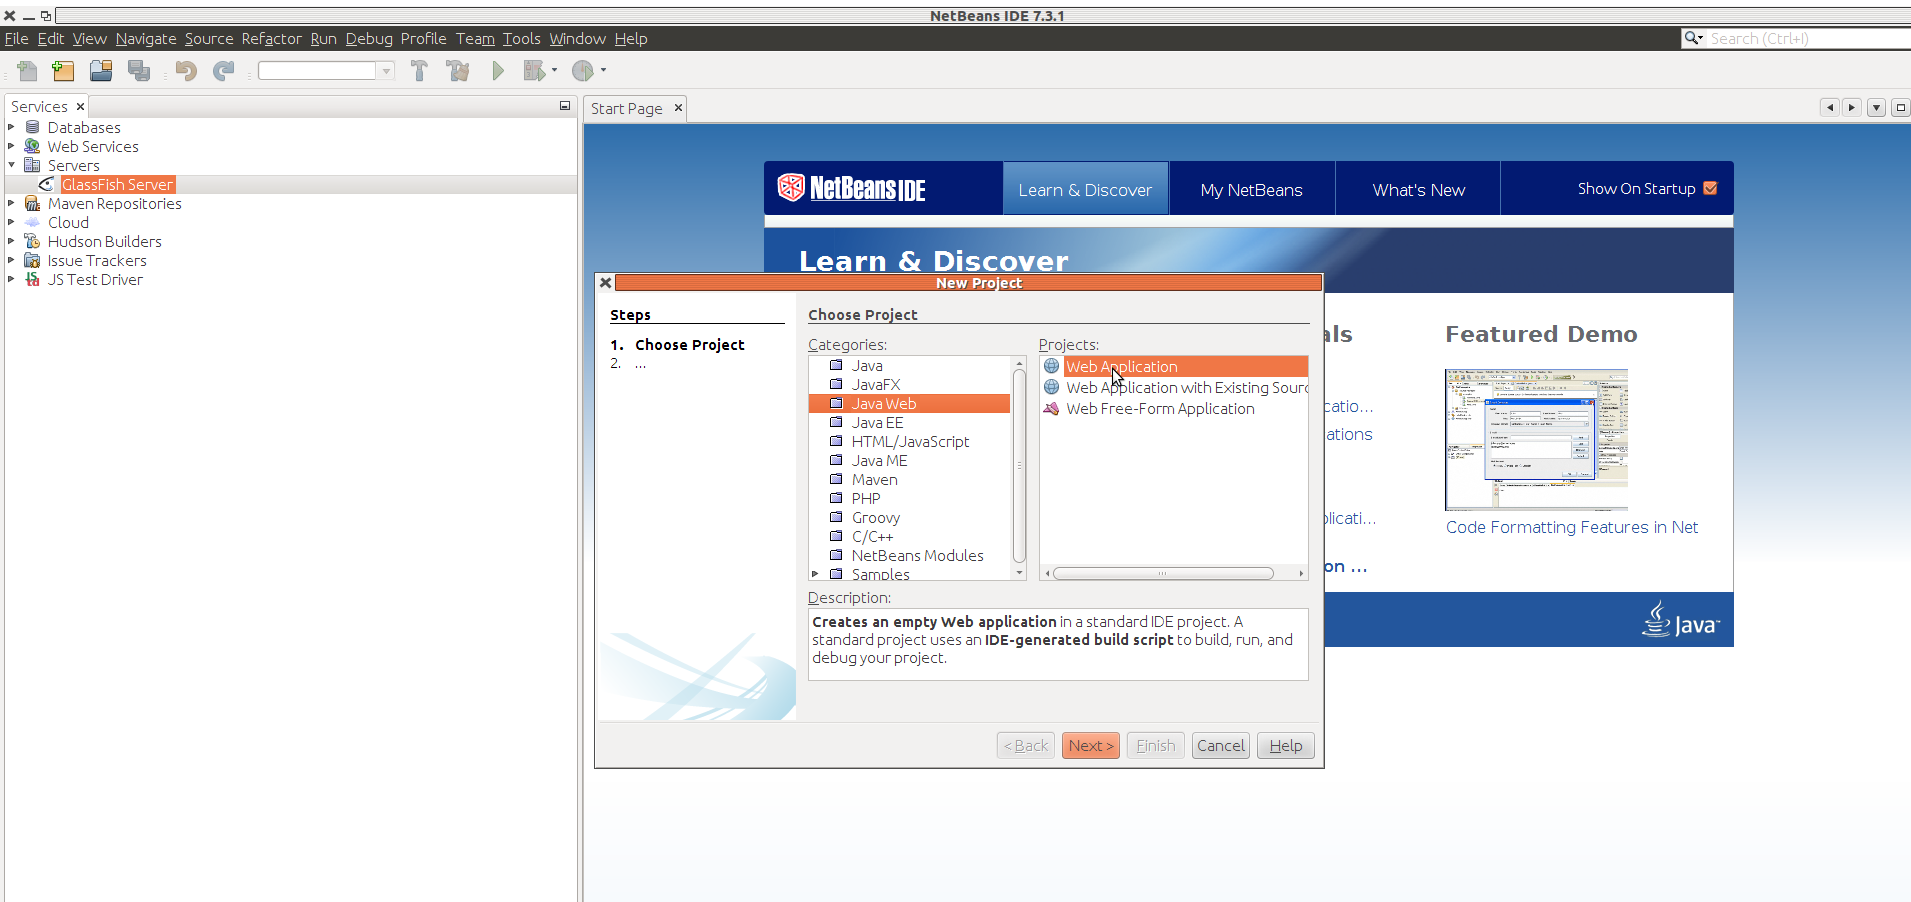 NetBeans IDE 7.3.1
File Edit View Navigate Source Refactor Run Debug Profile Team Tools Window Help
Search (Ctrl+I)
Services
Databases
Web Services
Servers
GlassFish Server
Maven Repositories
Cloud
Hudson Builders
Issue Trackers
JS Test Driver
Start Page
NetBeans IDE
Learn & Discover
My NetBeans
What's New
Show On Startup
Learn & Discover
als
Featured Demo
catio...
ations
plicati...
on ...
Code Formatting Features in Net
Java
New Project
Steps
1. Choose Project
2. ...
Choose Project
Categories:
Java
JavaFX
Java Web
Java EE
HTML/JavaScript
Java ME
Maven
PHP
Groovy
C/C++
NetBeans Modules
Samples
Projects:
Web Application
Web Application with Existing Sourc
Web Free-Form Application
Description:
Creates an empty Web application in a standard IDE project. A
standard project uses an IDE-generated build script to build, run, and
debug your project.
< Back
Next >
Finish
Cancel
Help